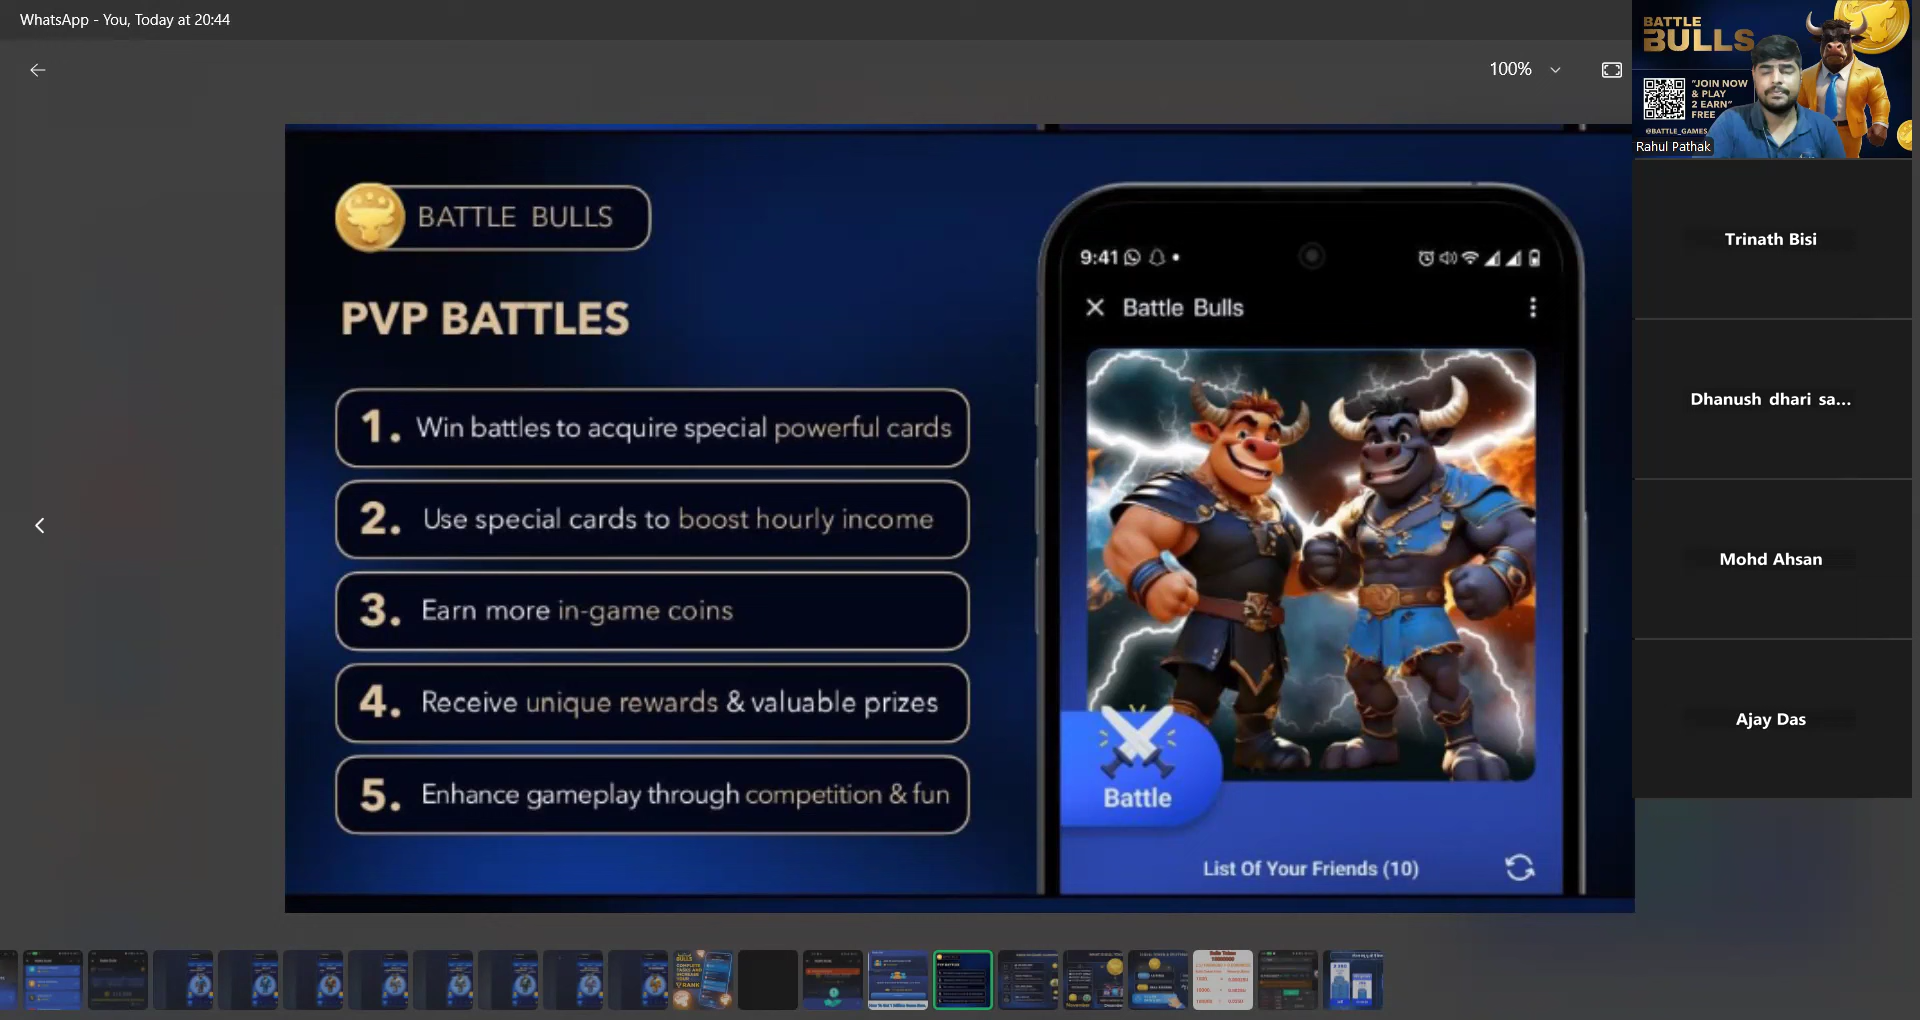 WhatsApp - You, Today at 20:44
100%
BATTLE BULLS
PVP BATTLES
1. Win battles to acquire special powerful cards
2. Use special cards to boost hourly income
3. Earn more in-game coins
4. Receive unique rewards & valuable prizes
5. Enhance gameplay through competition & fun
9:41
Battle Bulls
Battle
List Of Your Friends (10)
BATTLE
BULLS
"JOIN NOW
& PLAY
2 EARN"
FREE
@BATTLE_GAMES
Rahul Pathak
Trinath Bisi
Dhanush dhari sa...
Mohd Ahsan
Ajay Das